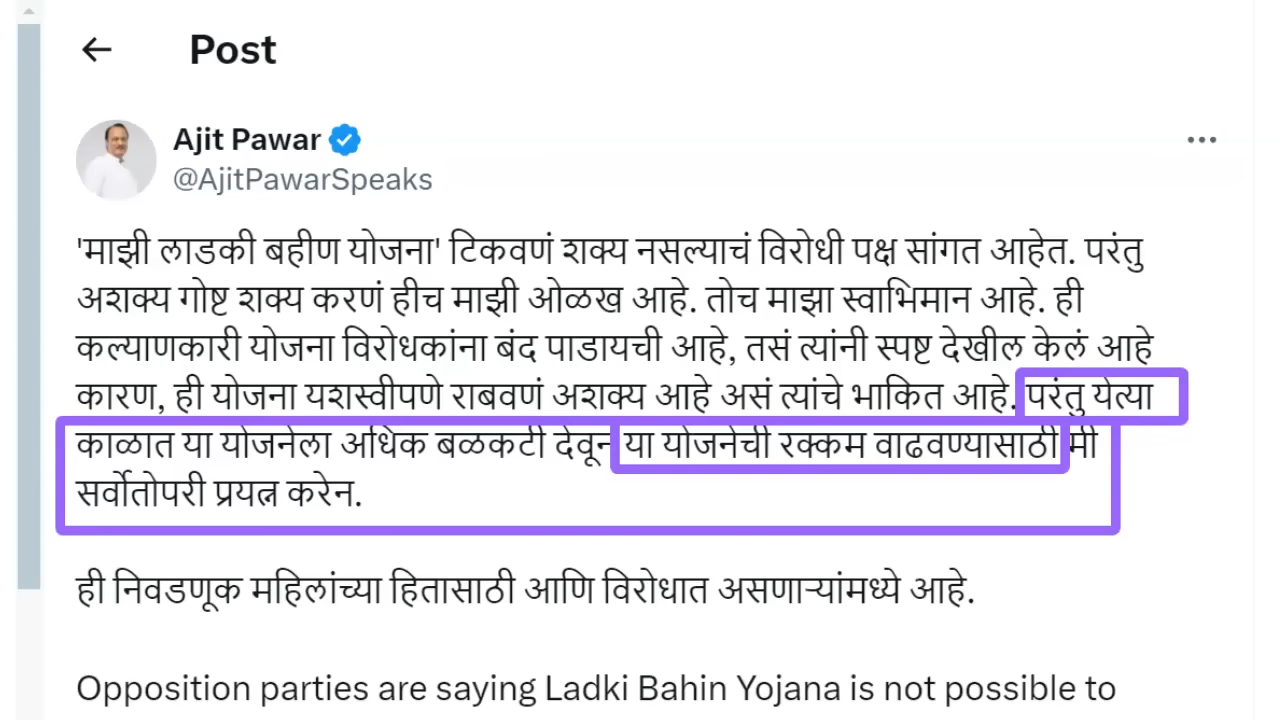 Post
Ajit Pawar
@AjitPawarSpeaks
'माझी लाडकी बहीण योजना' टिकवणं शक्य नसल्याचं विरोधी पक्ष सांगत आहेत. परंतु
अशक्य गोष्ट शक्य करणं हीच माझी ओळख आहे. तोच माझा स्वाभिमान आहे. ही
कल्याणकारी योजना विरोधकांना बंद पाडायची आहे, तसं त्यांनी स्पष्ट देखील केलं आहे
कारण, ही योजना यशस्वीपणे राबवणं अशक्य आहे असं त्यांचे भाकित आहे. परंतु येत्या
काळात या योजनेला अधिक बळकटी देवून या योजनेची रक्कम वाढवण्यासाठी मी
सर्वोतोपरी प्रयत्न करेन.
ही निवडणूक महिलांच्या हितासाठी आणि विरोधात असणाऱ्यांमध्ये आहे.
Opposition parties are saying Ladki Bahin Yojana is not possible to